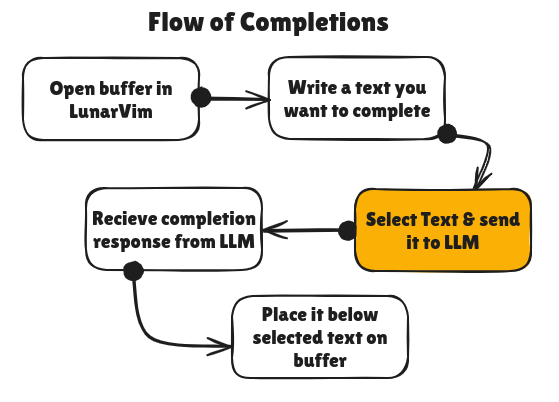 Flow of Completions
Open buffer in
LunarVim
Write a text you
want to complete
Select Text & send
it to LLM
Recieve completion
response from LLM
Place it below
selected text on
buffer